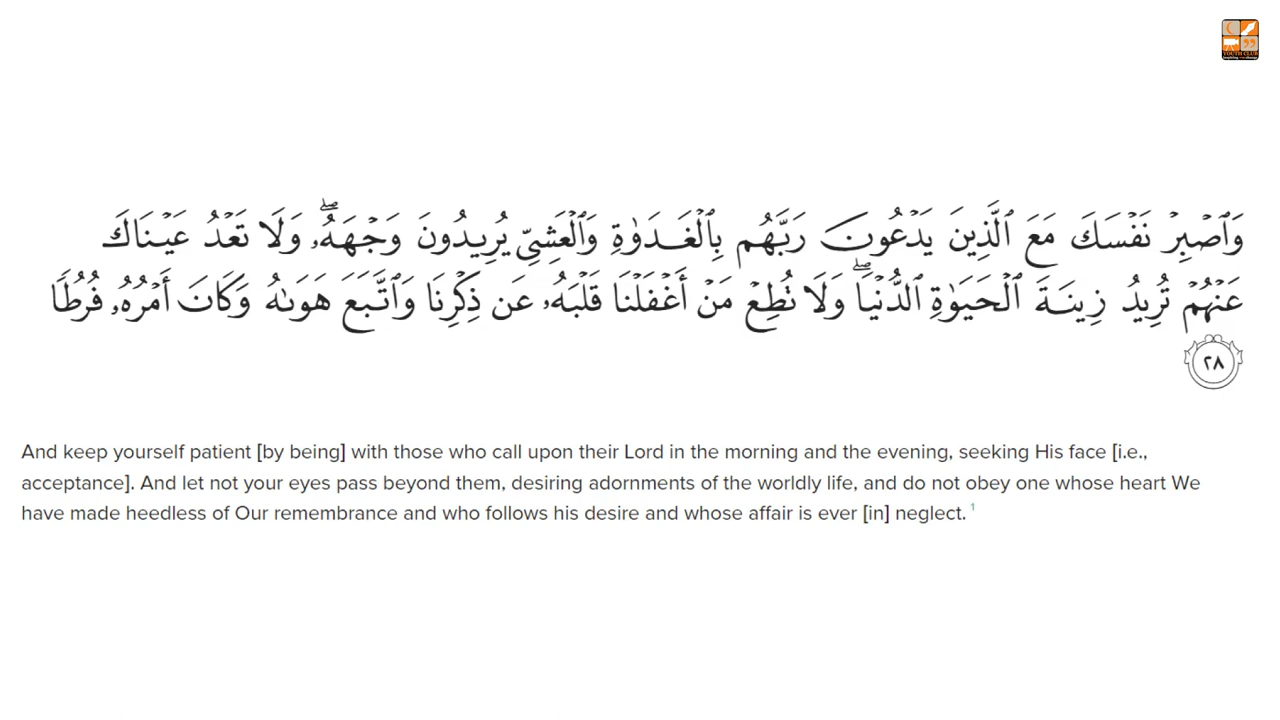 YOUTH CLUB
وَٱصْبِرْ نَفْسَكَ مَعَ ٱلَّذِينَ يَدْعُونَ رَبَّهُم بِٱلْغَدَوٰةِ وَٱلْعَشِىِّ يُرِيدُونَ وَجْهَهُۥ ۖ وَلَا تَعْدُ عَيْنَاكَ
عَنْهُمْ تُرِيدُ زِينَةَ ٱلْحَيَوٰةِ ٱلدُّنْيَا ۖ وَلَا تُطِعْ مَنْ أَغْفَلْنَا قَلْبَهُۥ عَن ذِكْرِنَا وَٱتَّبَعَ هَوَىٰهُ وَكَانَ أَمْرُهُۥ فُرُطًا
٢٨
And keep yourself patient [by being] with those who call upon their Lord in the morning and the evening, seeking His face [i.e.,
acceptance]. And let not your eyes pass beyond them, desiring adornments of the worldly life, and do not obey one whose heart We
have made heedless of Our remembrance and who follows his desire and whose affair is ever [in] neglect. 1